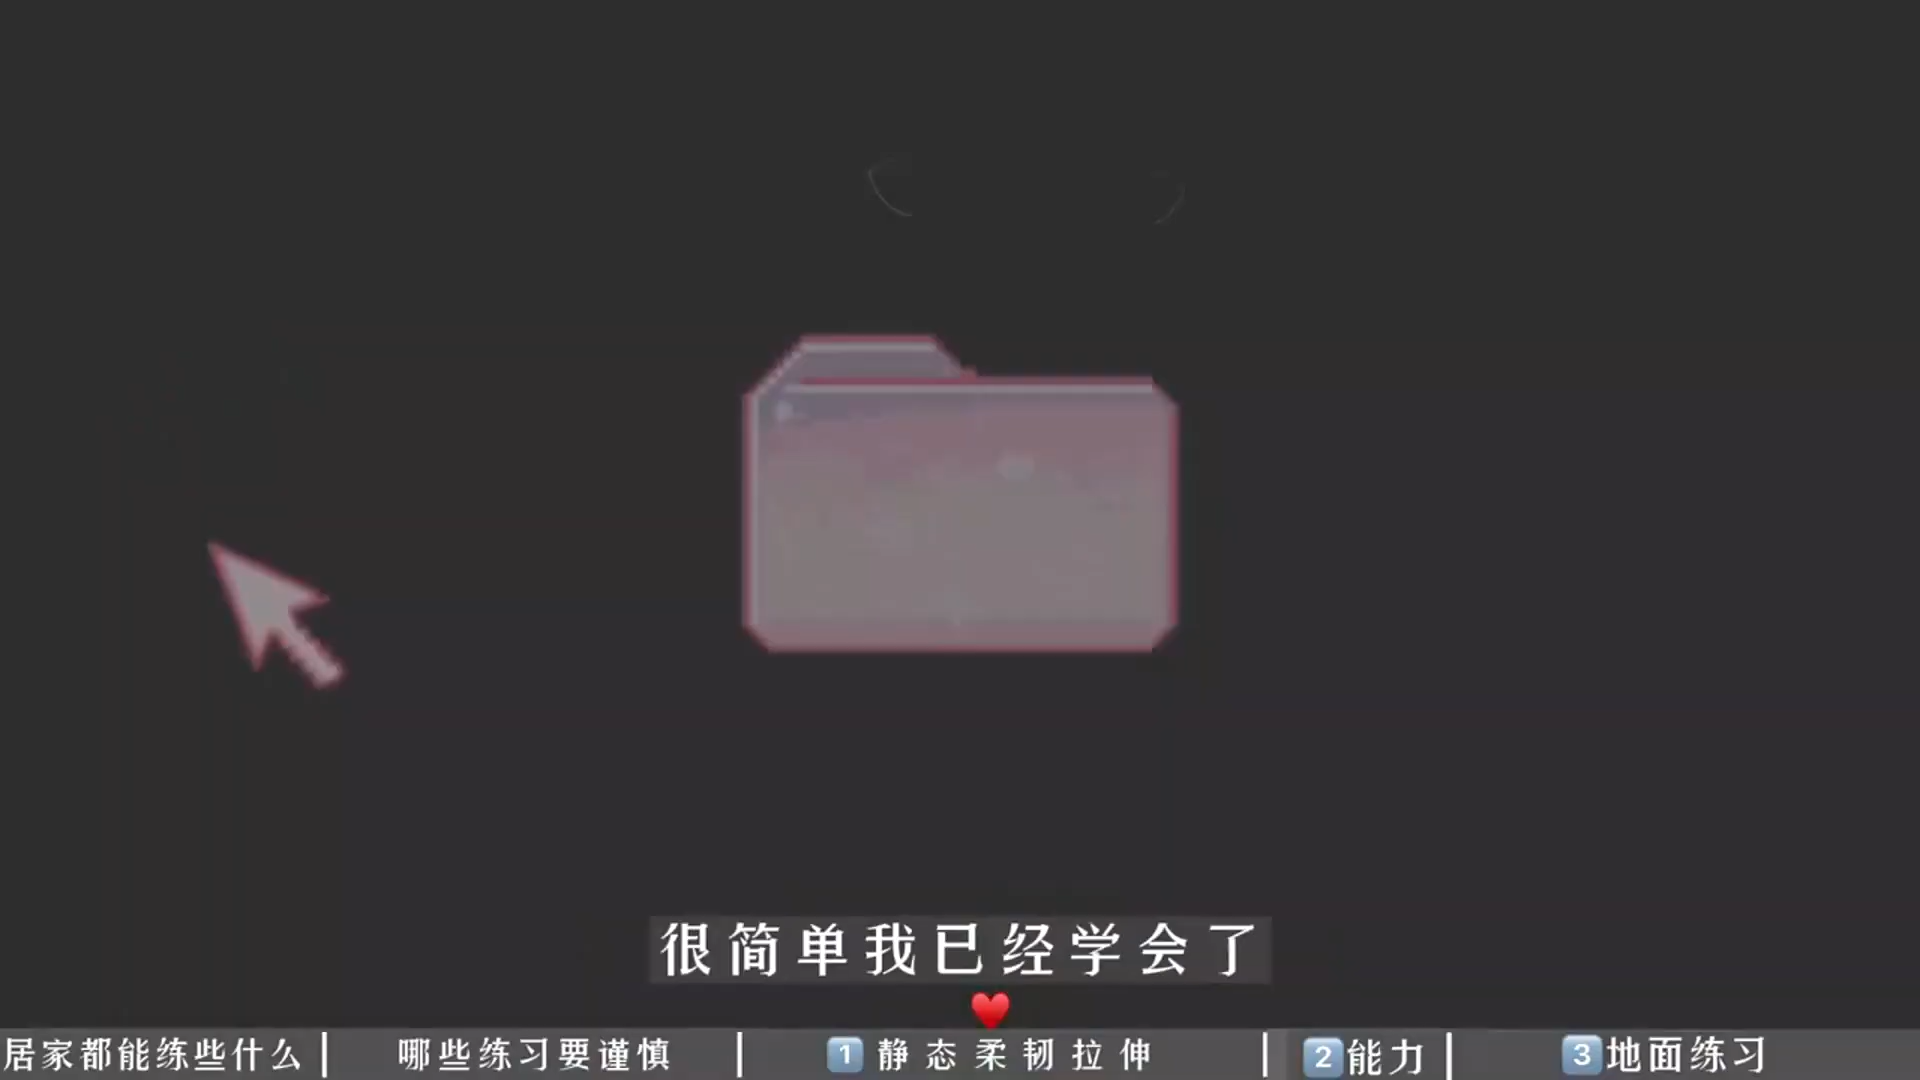 很简单我已经学会了
居家都能练些什么
哪些练习要谨慎
1 静态柔韧拉伸
2 能力
3 地面练习